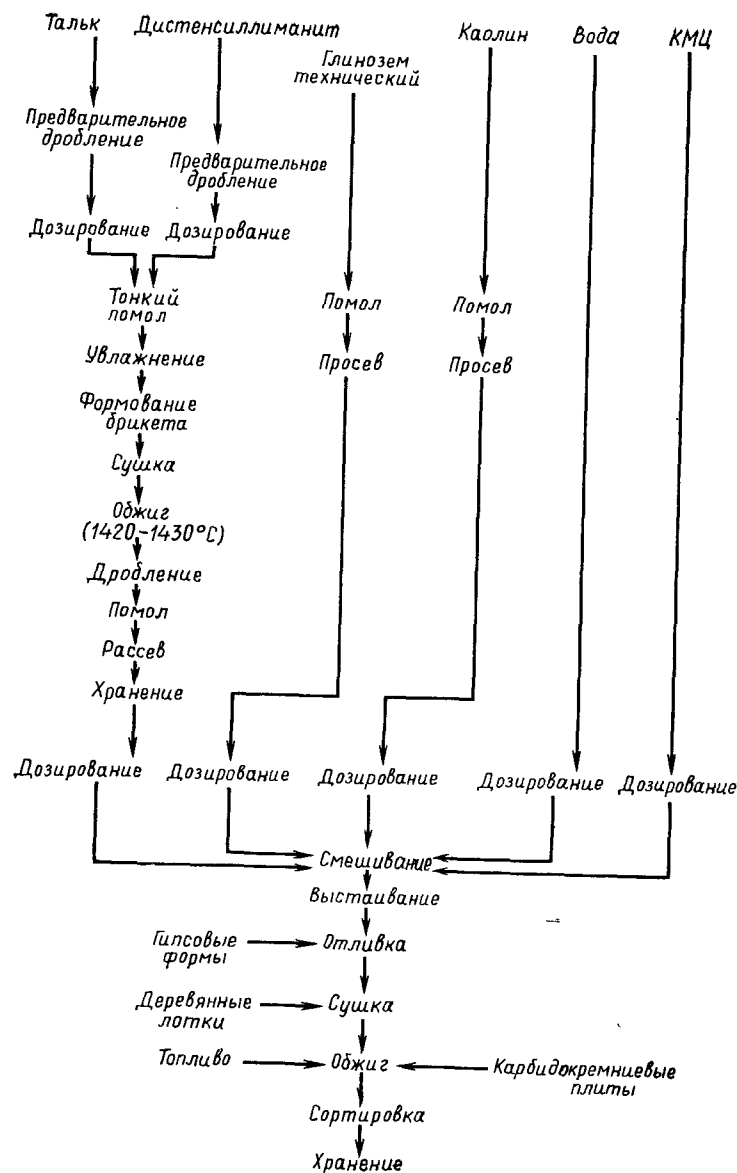 Тальк
Дистенсиллиманит
Глинозем
технический
Каолин
Вода
КМЦ
Предварительное
дробление
Предварительное
дробление
Дозирование
Дозирование
Тонкий
помол
Помол
Помол
Увлажнение
Просев
Просев
Формование
брикета
Сушка
Обжиг
(1420-1430°С)
Дробление
Помол
Рассев
Хранение
Дозирование
Дозирование
Дозирование
Дозирование
Дозирование
Смешивание
Выстаивание
Гипсовые
формы
Отливка
Деревянные
лотки
Сушка
Топливо
Обжиг
Карбидокремниевые
плиты
Сортировка
Хранение